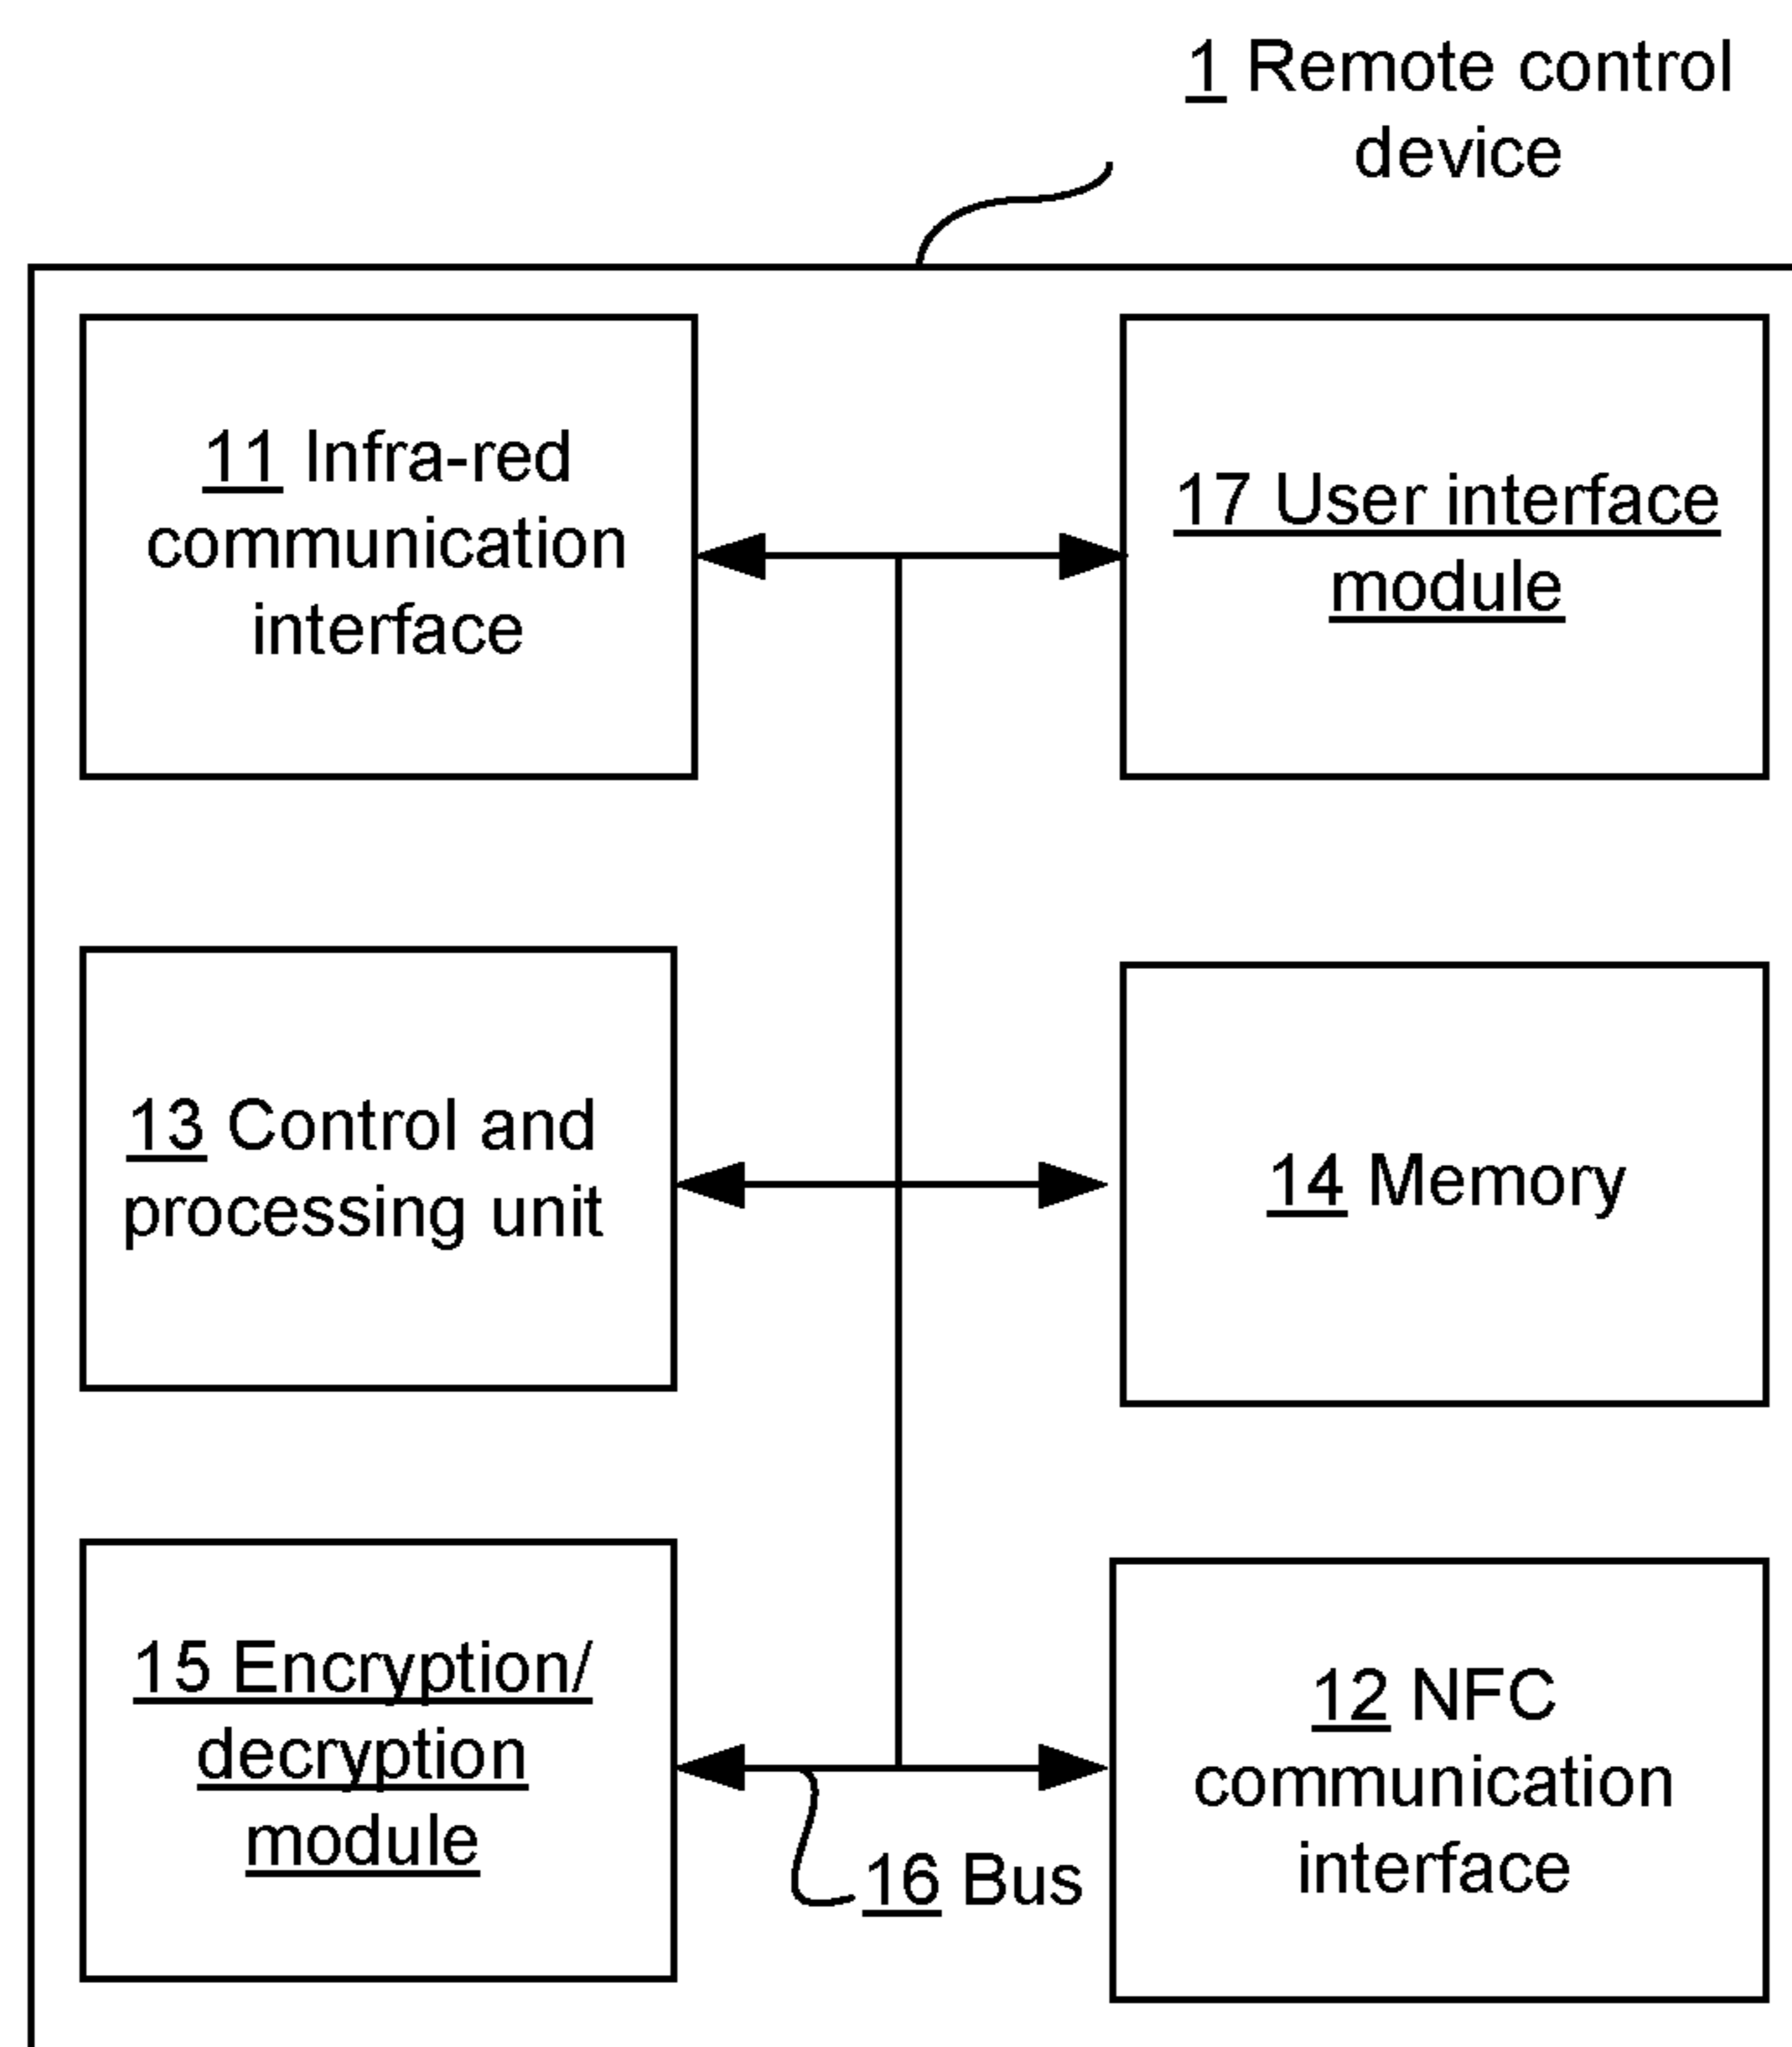 1 Remote control
device
11 Infra-red
communication
interface
17 User interface
module
13 Control and
processing unit
14 Memory
15 Encryption/
decryption
module
12 NFC
communication
interface
16 Bus